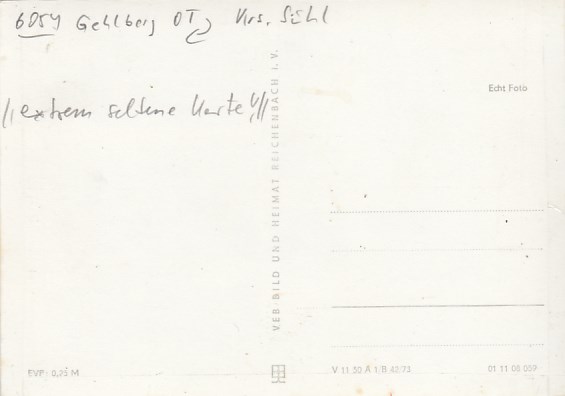 6054 Gehlberg OT Krs. Suhl
Echt Foto
!!extrem seltene Karte!!!
VEB BILD UND HEIMAT REICHENBACH I. V.
EVP: 0,25 M
V 11 50 A 1/B 42/73
01 11 08 059